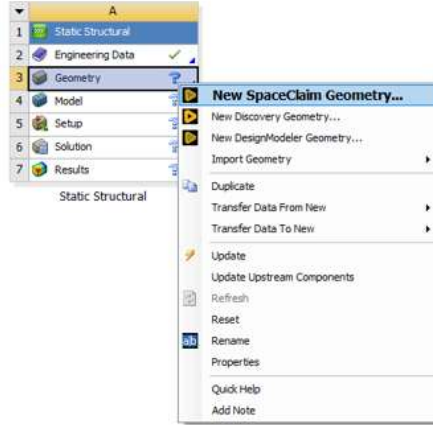 A
1 Static Structural
2 Engineering Data
3 Geometry
4 Model
5 Setup
6 Solution
7 Results
Static Structural
New SpaceClaim Geometry...
New Discovery Geometry...
New DesignModeler Geometry...
Import Geometry
Duplicate
Transfer Data From New
Transfer Data To New
Update
Update Upstream Components
Refresh
Reset
alb Rename
Properties
Quick Help
Add Note